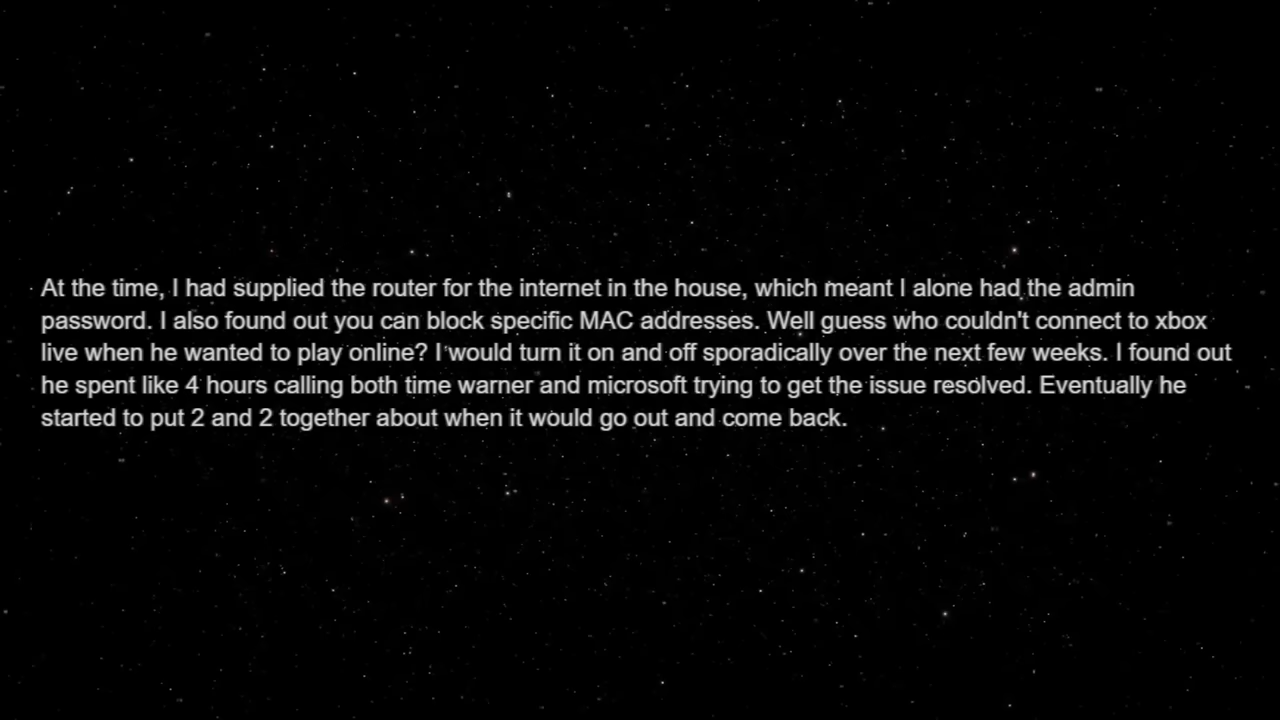 At the time, I had supplied the router for the internet in the house, which meant I alone had the admin
password. I also found out you can block specific MAC addresses. Well guess who couldn't connect to xbox
live when he wanted to play online? I would turn it on and off sporadically over the next few weeks. I found out
he spent like 4 hours calling both time warner and microsoft trying to get the issue resolved. Eventually he
started to put 2 and 2 together about when it would go out and come back.